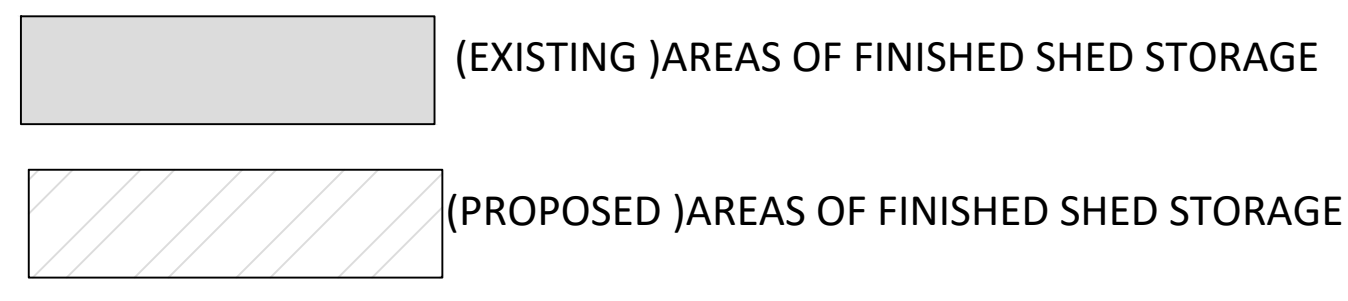 (EXISTING )AREAS OF FINISHED SHED STORAGE
(PROPOSED )AREAS OF FINISHED SHED STORAGE